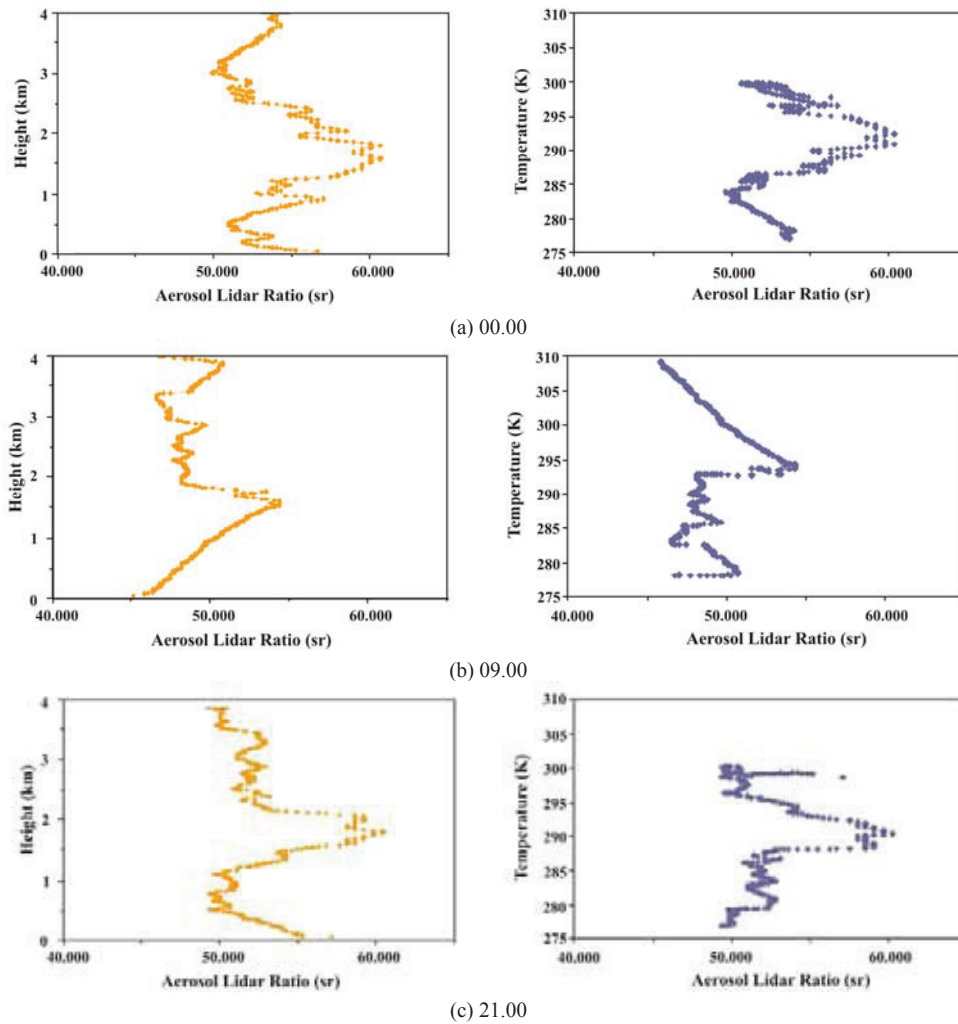 4
3
2
1
0
Height (km)
40.000 50.000 60.000
Aerosol Lidar Ratio (sr)
310
305
300
295
290
285
280
275
Temperature (K)
40.000 50.000 60.000
Aerosol Lidar Ratio (sr)
(a) 00.00
4
3
2
1
0
Height (km)
40.000 50.000 60.000
Aerosol Lidar Ratio (sr)
310
305
300
295
290
285
280
275
Temperature (K)
40.000 50.000 60.000
Aerosol Lidar Ratio (sr)
(b) 09.00
4
3
2
1
0
Height (km)
40.000 50.000 60.000
Aerosol Lidar Ratio (sr)
310
305
300
295
290
285
280
275
Temperature (K)
40.000 50.000 60.000
Aerosol Lidar Ratio (sr)
(c) 21.00